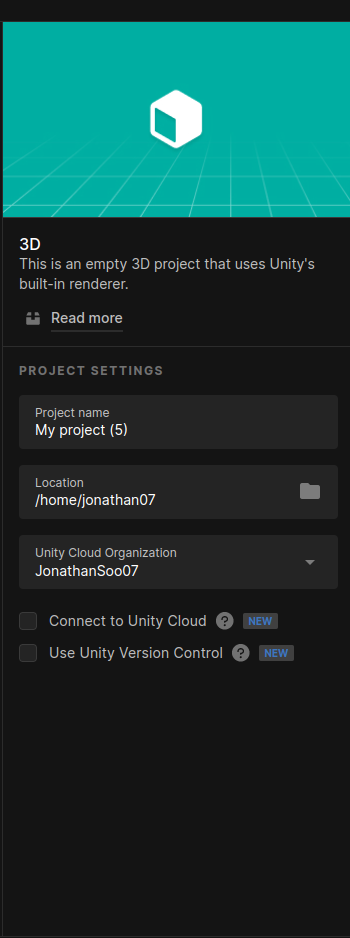 3D
This is an empty 3D project that uses Unity's
built-in renderer.
Read more
PROJECT SETTINGS
Project name
My project (5)
Location
/home/jonathan07
Unity Cloud Organization
JonathanSoo07
Connect to Unity Cloud ? NEW
Use Unity Version Control ? NEW